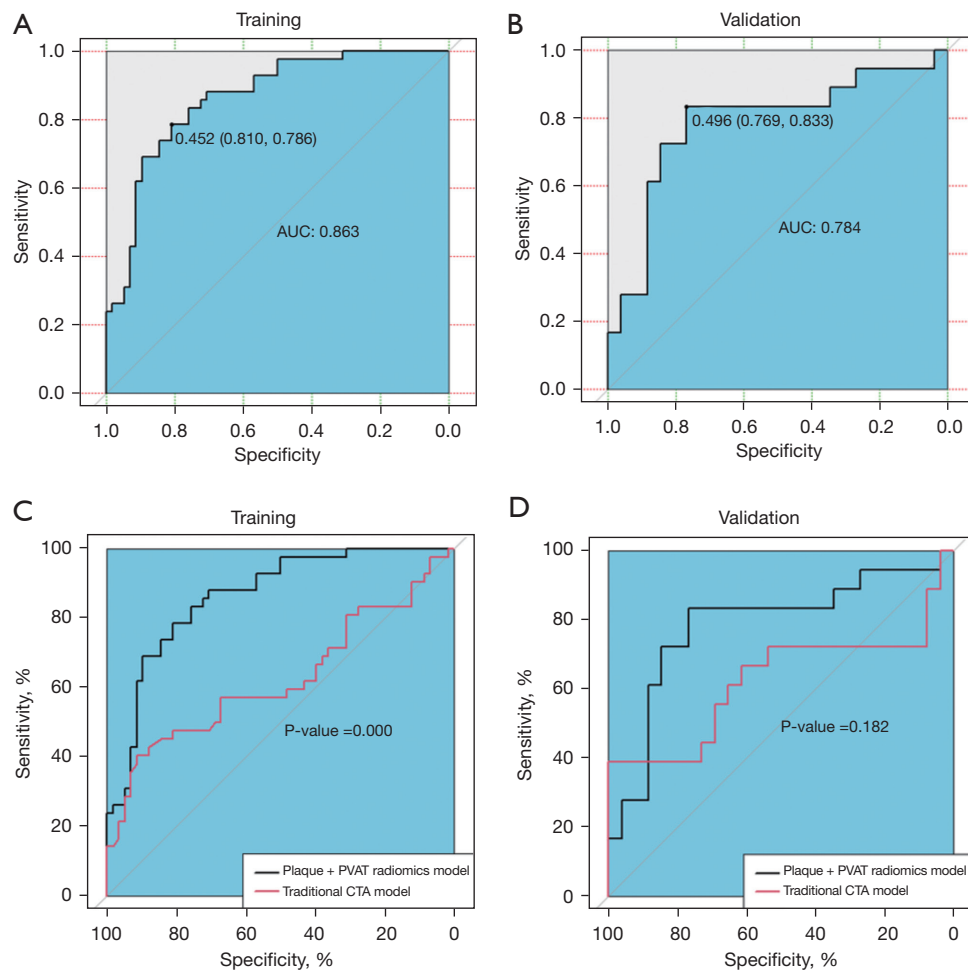 A
Training
1.0
0.8
0.6
0.4
0.2
0.0
Sensitivity
0.452 (0.810, 0.786)
AUC: 0.863
1.0 0.8 0.6 0.4 0.2 0.0
Specificity
B
Validation
1.0
0.8
0.6
0.4
0.2
0.0
Sensitivity
0.496 (0.769, 0.833)
AUC: 0.784
1.0 0.8 0.6 0.4 0.2 0.0
Specificity
C
Training
100
80
60
40
20
0
Sensitivity, %
P-value =0.000
Plaque + PVAT radiomics model
Traditional CTA model
100 80 60 40 20 0
Specificity, %
D
Validation
100
80
60
40
20
0
Sensitivity, %
P-value =0.182
Plaque + PVAT radiomics model
Traditional CTA model
100 80 60 40 20 0
Specificity, %